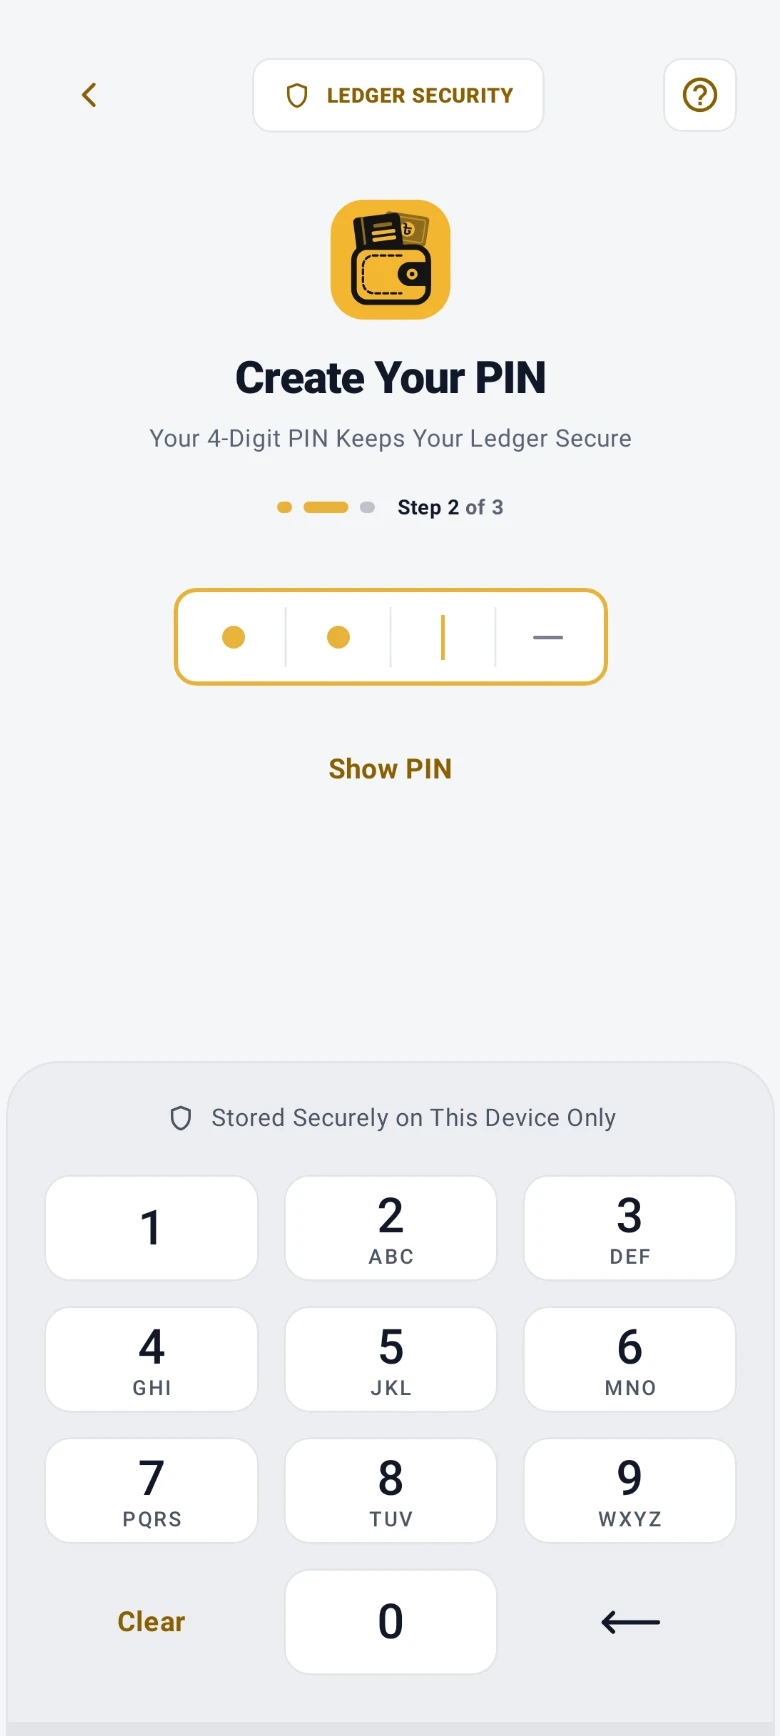 LEDGER SECURITY
৳
Create Your PIN
Your 4-Digit PIN Keeps Your Ledger Secure
Step 2 of 3
Show PIN
Stored Securely on This Device Only
1
2
ABC
3
DEF
4
GHI
5
JKL
6
MNO
7
PQRS
8
TUV
9
WXYZ
Clear
0